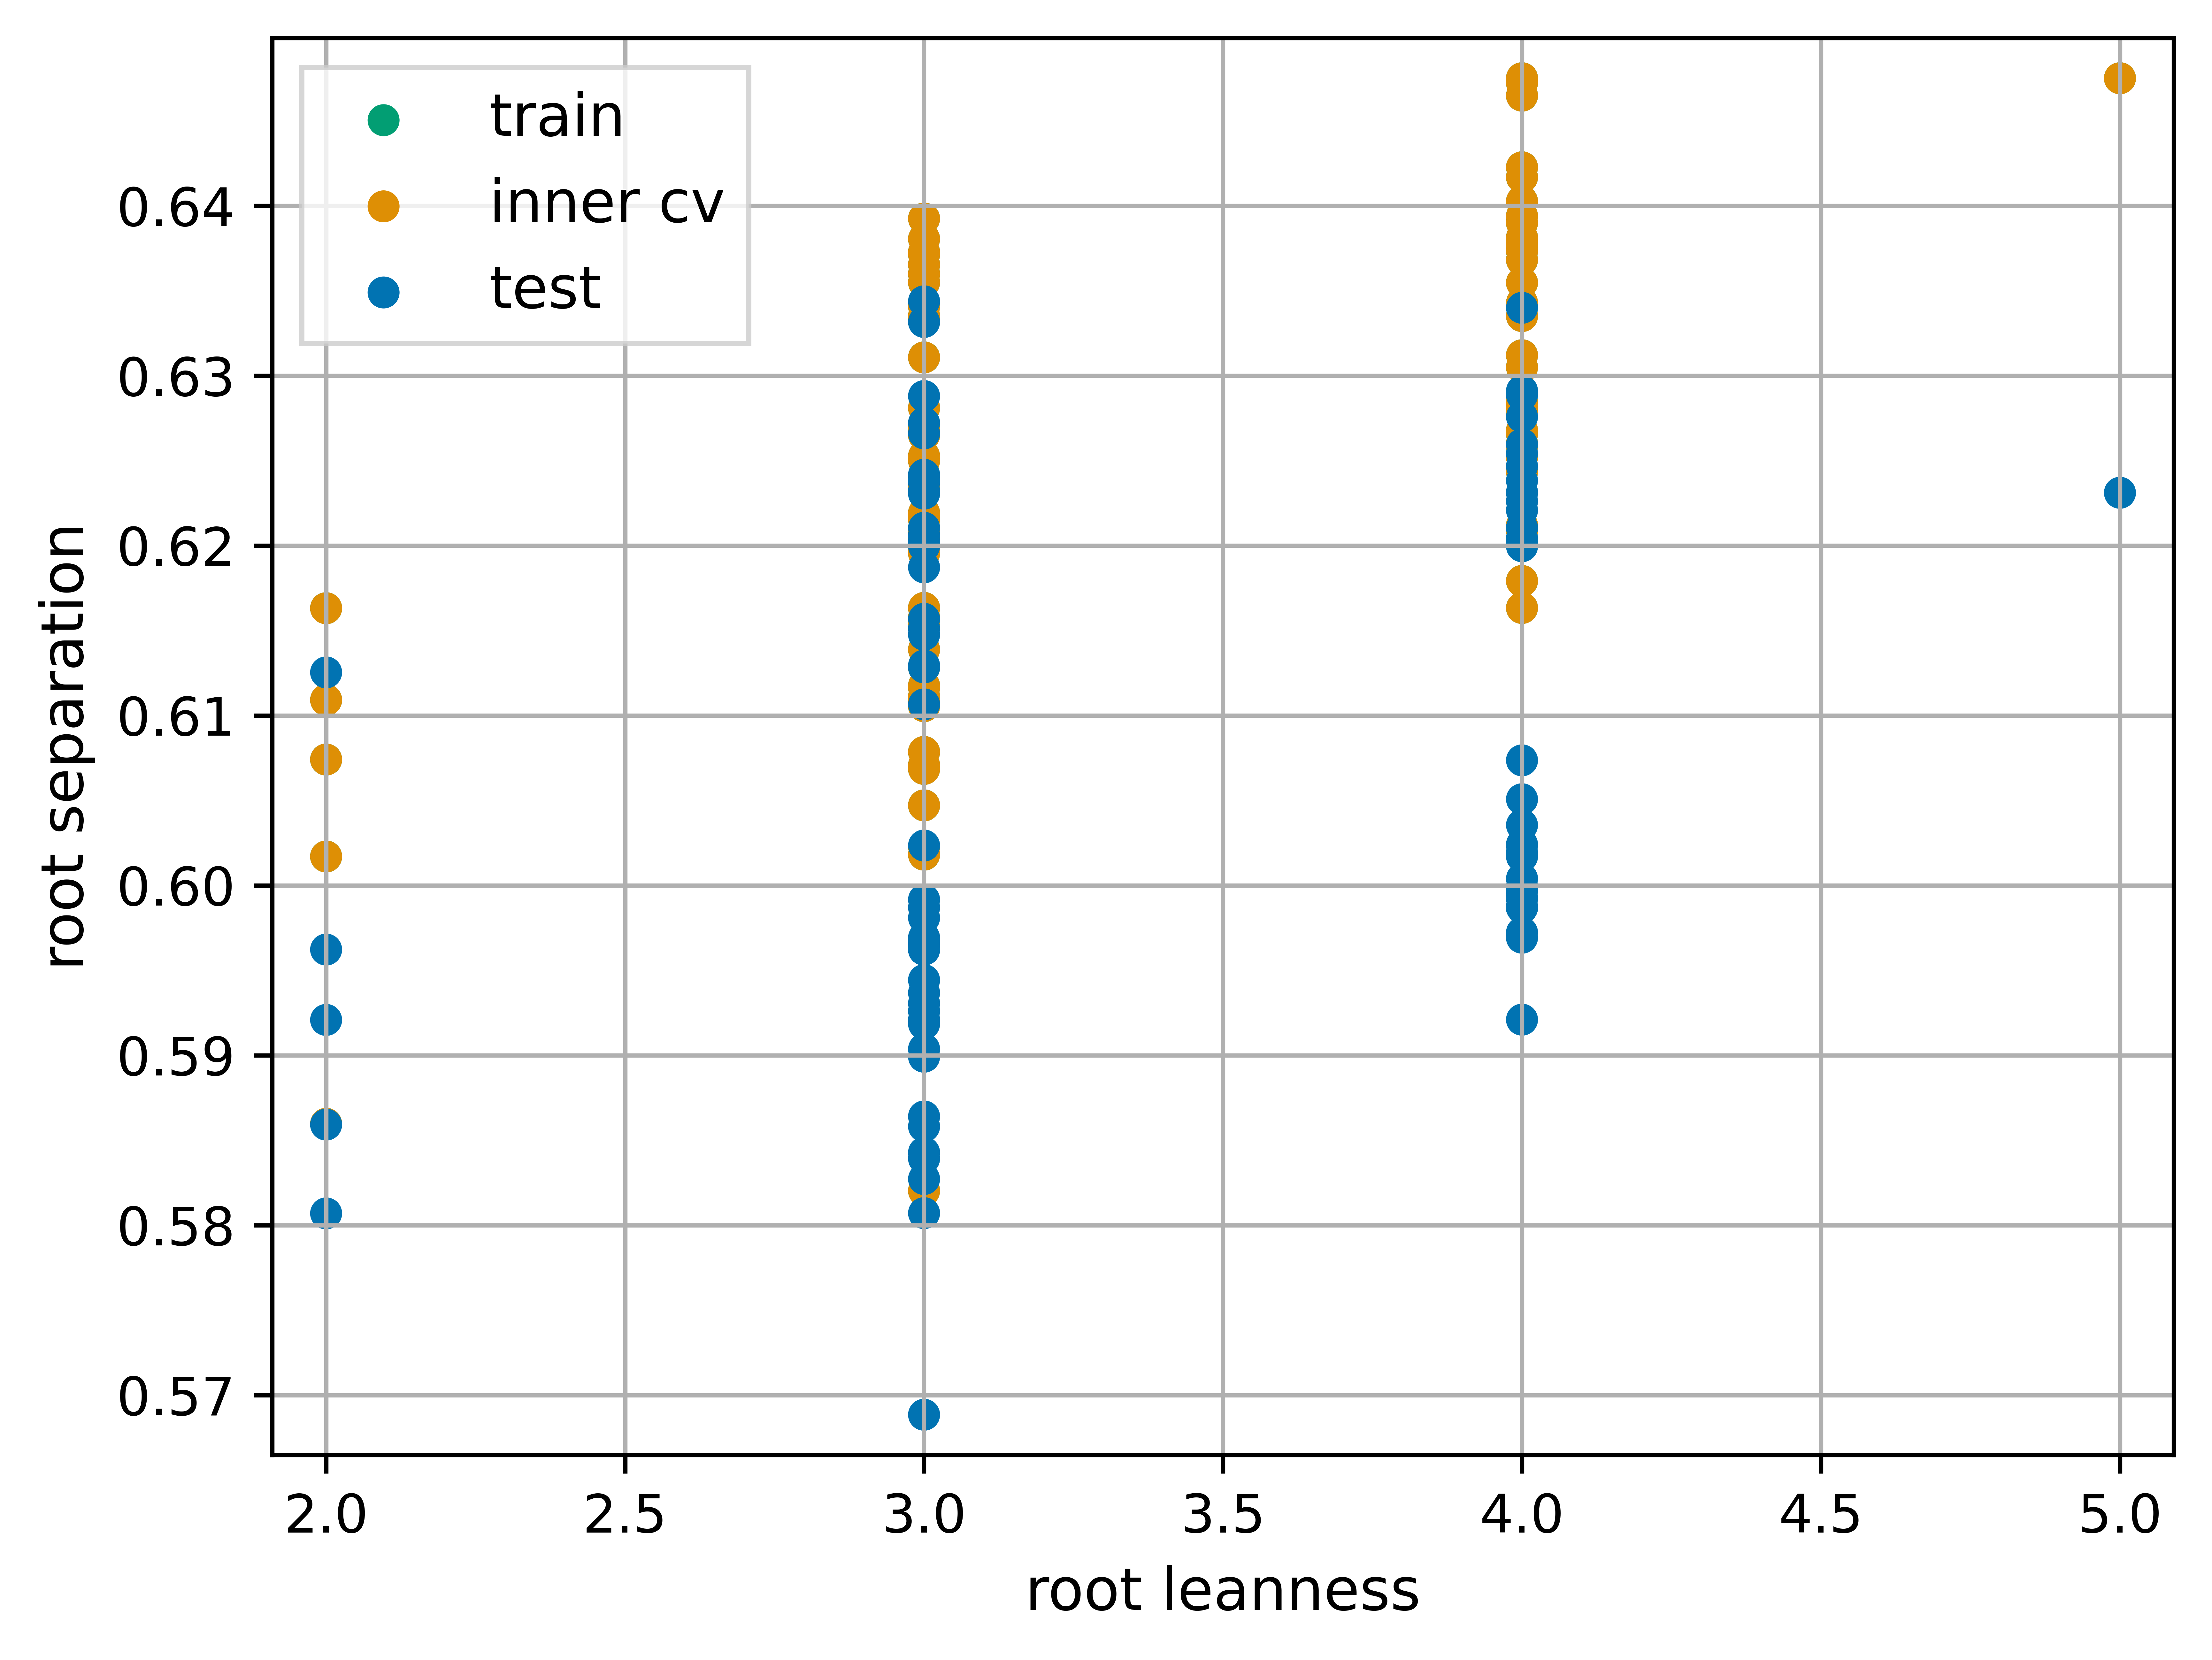 train
inner cv
test
0.64
0.63
0.62
0.61
0.60
0.59
0.58
0.57
root separation
2.0 2.5 3.0 3.5 4.0 4.5 5.0
root leanness